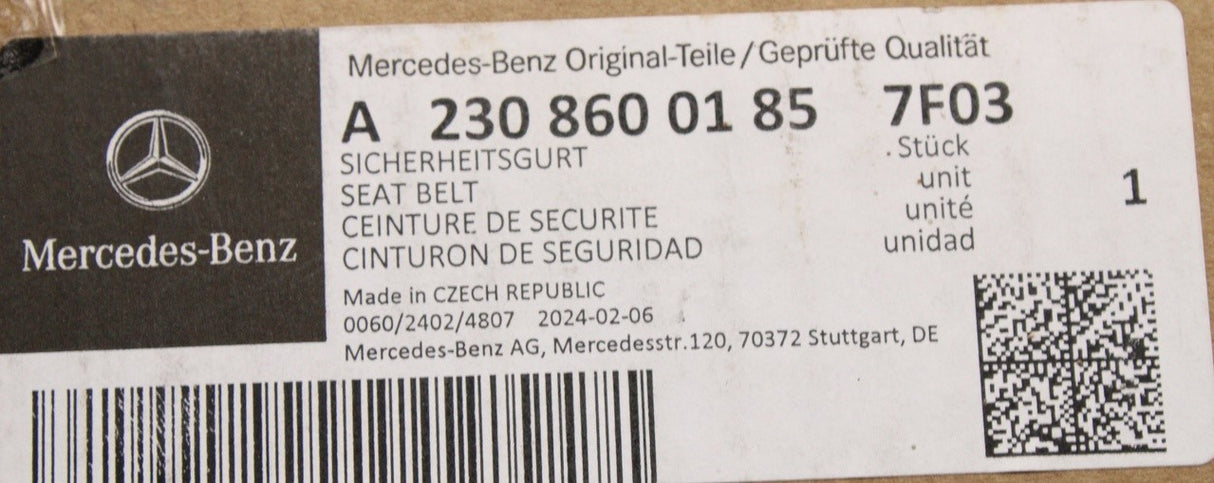 Mercedes-Benz
Mercedes-Benz Original-Teile/Geprüfte Qualität
A 230 860 01 85 7F03
SICHERHEITSGURT
SEAT BELT
CEINTURE DE SECURITE
CINTURON DE SEGURIDAD
Stück
unit
unité
unidad
1
Made in CZECH REPUBLIC
0060/2402/4807 2024-02-06
Mercedes-Benz AG, Mercedesstr.120, 70372 Stuttgart, DE